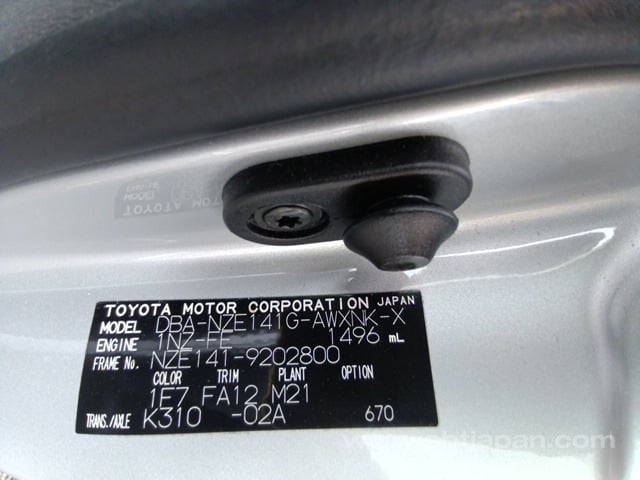 TOYOTA MOTOR CORPORATION JAPAN
MODEL DBA-NZE141G-AWXNK-X
ENGINE 1NZ-FE 1496 mL
FRAME No. NZE141-9202800
COLOR TRIM PLANT OPTION
1E7 FA12 M21
TRANS./AXLE K310 -02A 670